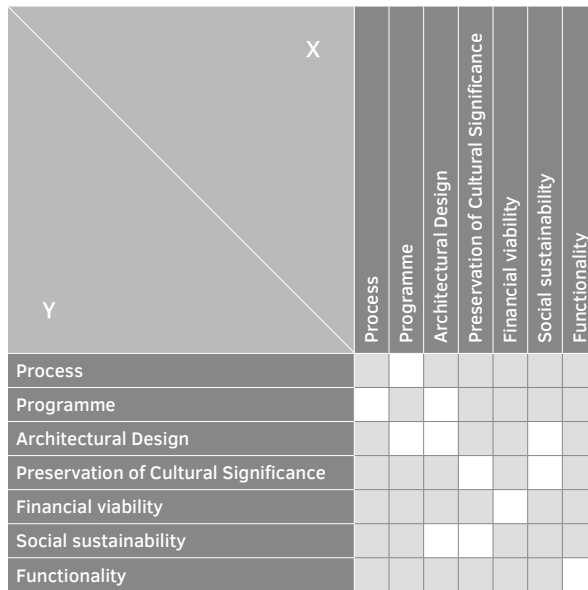 X
Y
Process
Programme
Architectural Design
Preservation of Cultural Significance
Financial viability
Social sustainability
Functionality
Process
Programme
Architectural Design
Preservation of Cultural Significance
Financial viability
Social sustainability
Functionality